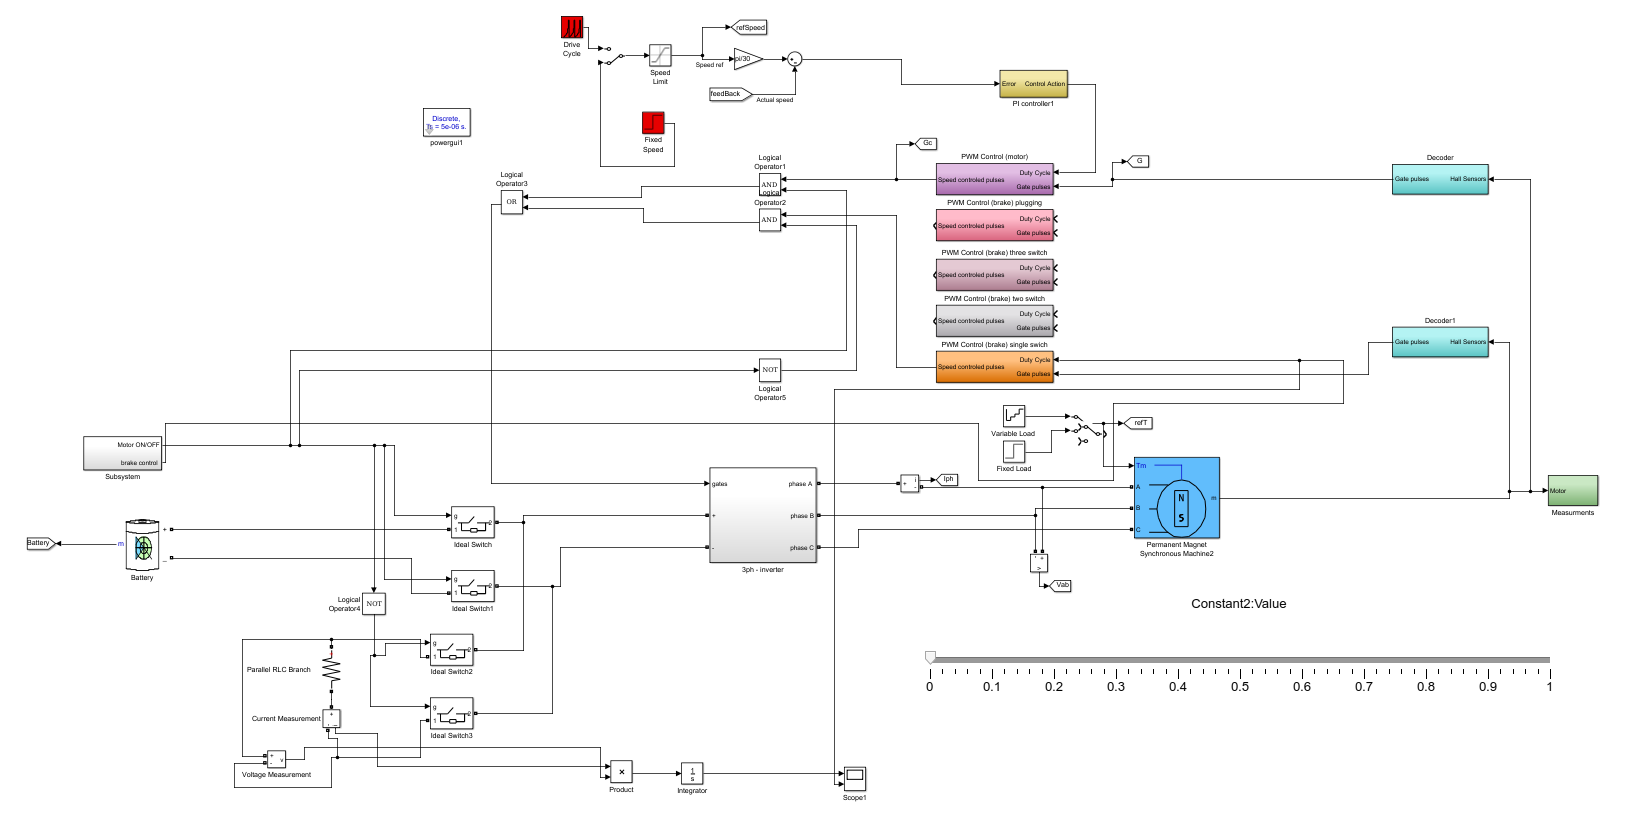 refSpeed
Drive
Cycle
Speed
Limit
Speed ref
pi/30
feedBack
Actual speed
Error
Control Action
PI controller1
Discrete,
Ts = 5e-06 s.
powergui1
Fixed
Speed
Gc
Logical
Operator1
AND
Logical
Operator2
AND
Logical
Operator3
OR
PWM Control (motor)
Duty Cycle
Speed controled pulses
Gate pulses
G
Decoder
Gate pulses
Hall Sensors
PWM Control (brake) plugging
Duty Cycle
Speed controled pulses
Gate pulses
PWM Control (brake) three switch
Duty Cycle
Speed controled pulses
Gate pulses
PWM Control (brake) two switch
Duty Cycle
Speed controled pulses
Gate pulses
Decoder1
Gate pulses
Hall Sensors
PWM Control (brake) single swich
Duty Cycle
Speed controled pulses
Gate pulses
NOT
Logical
Operator5
Variable Load
Fixed Load
refT
Motor ON/OFF
brake control
Subsystem
gates
+
-
phase A
phase B
phase C
3ph - inverter
+
i
-
Iph
Tm
A
B
C
N
S
m
Permanent Magnet
Synchronous Machine2
Motor
Measurments
g
1
2
Ideal Switch
Battery
m
+
_
Battery
g
1
2
Ideal Switch1
+
-
v
Vab
Logical
Operator4
NOT
Constant2:Value
g
1
2
Ideal Switch2
Parallel RLC Branch
g
1
2
Ideal Switch3
+
i
-
Current Measurement
0
0.1
0.2
0.3
0.4
0.5
0.6
0.7
0.8
0.9
1
+
-
v
Voltage Measurement
×
Product
1
s
Integrator
Scope1